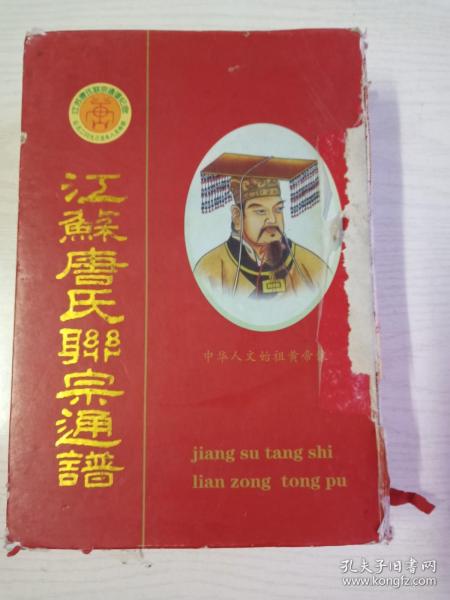 江蘇唐氏聯宗通譜
中华人文始祖黄帝像
jiang su tang shi
lian zong tong pu
孔夫子旧书网
www.kongfz.com